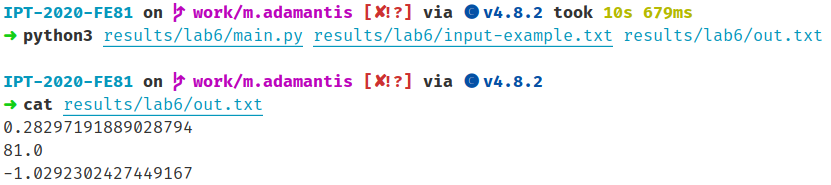 IPT-2020-FE81 on work/m.adamantis [✘!?] via C v4.8.2 took 10s 679ms
➜ python3 results/lab6/main.py results/lab6/input-example.txt results/lab6/out.txt
IPT-2020-FE81 on work/m.adamantis [✘!?] via C v4.8.2
➜ cat results/lab6/out.txt
0.28297191889028794
81.0
-1.0292302427449167